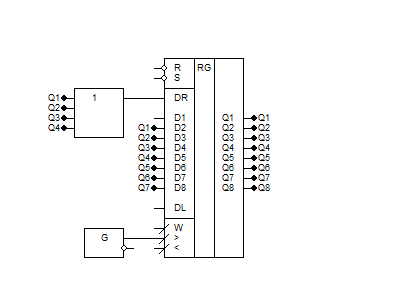 R RG
S
Q1 1 DR
Q2
Q3
Q4
D1 Q1 Q1
Q1 D2 Q2 Q2
Q2 D3 Q3 Q3
Q3 D4 Q4 Q4
Q4 D5 Q5 Q5
Q5 D6 Q6 Q6
Q6 D7 Q7 Q7
Q7 D8 Q8 Q8
DL
W
G >
<